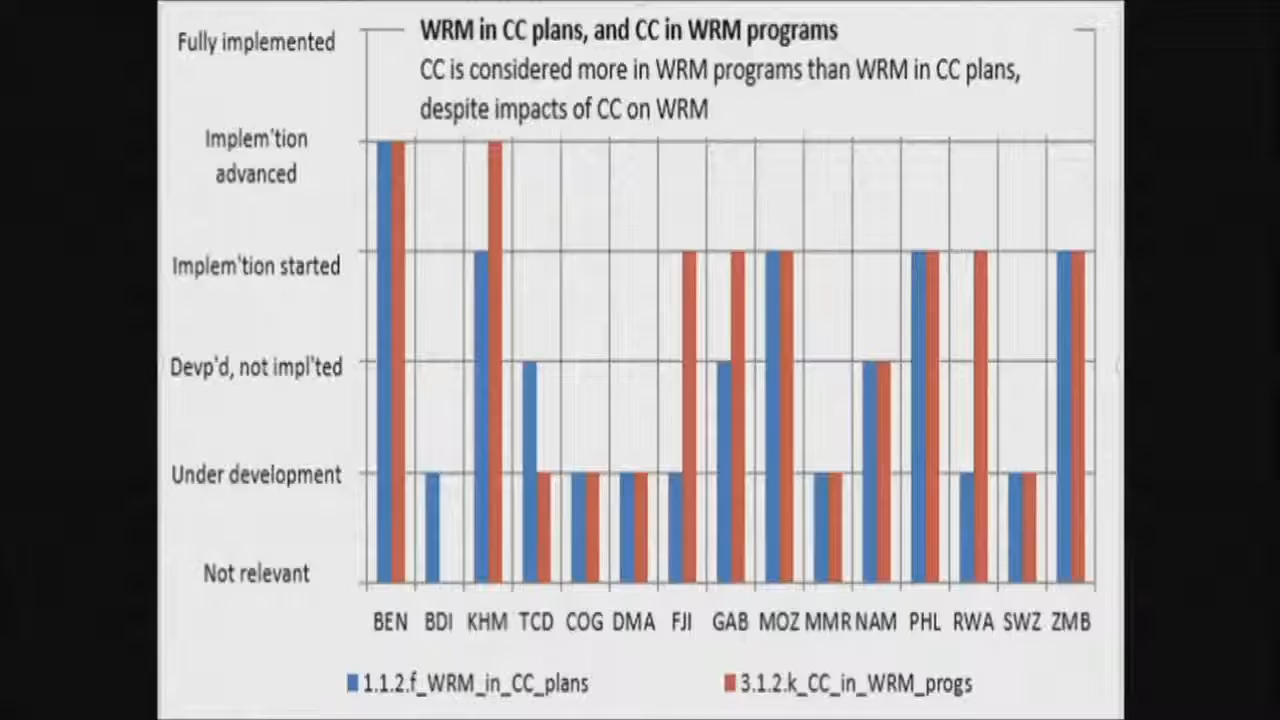 WRM in CC plans, and CC in WRM programs
CC is considered more in WRM programs than WRM in CC plans,
despite impacts of CC on WRM
Fully implemented
Implem'tion
advanced
Implem'tion started
Devp'd, not impl'ted
Under development
Not relevant
BEN BDI KHM TCD COG DMA FJI GAB MOZ MMR NAM PHL RWA SWZ ZMB
1.1.2.f_WRM_in_CC_plans 3.1.2.k_CC_in_WRM_progs